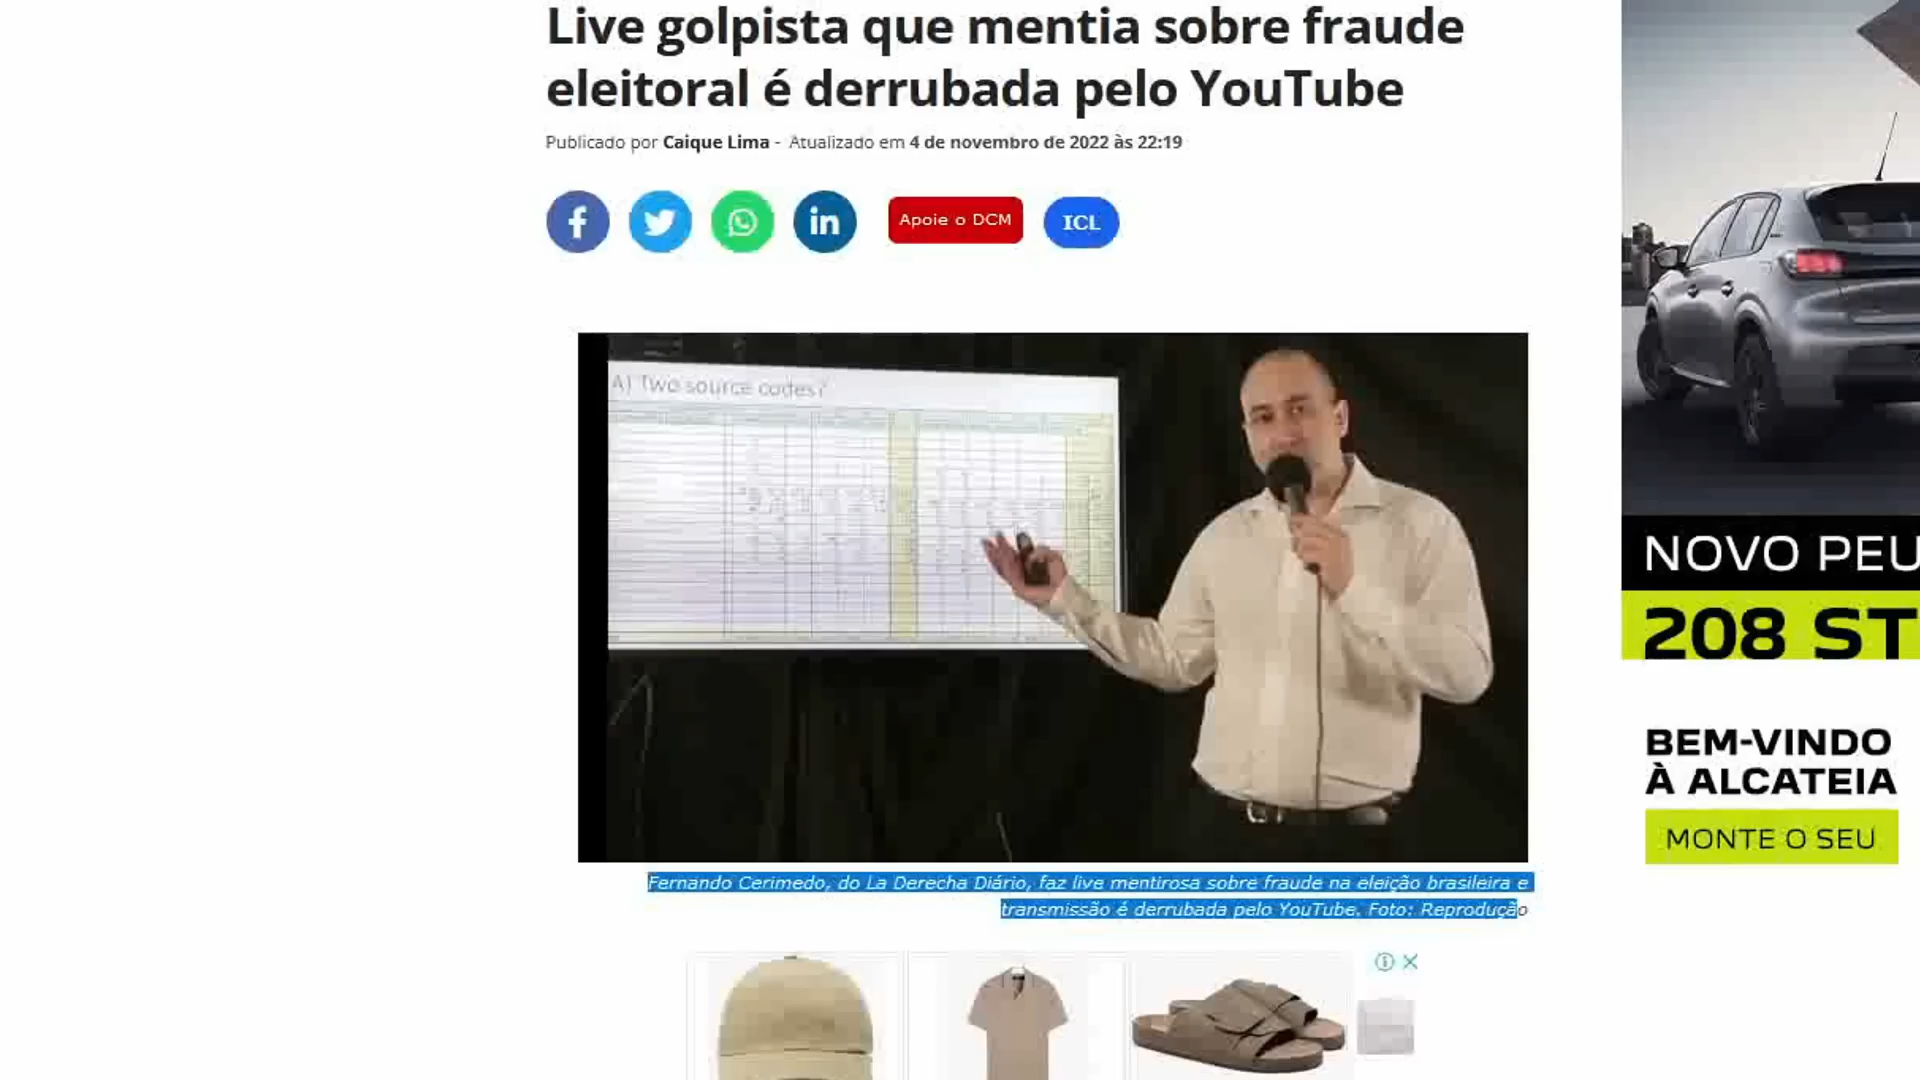 Live golpista que mentia sobre fraude
eleitoral é derrubada pelo YouTube
Publicado por Caique Lima - Atualizado em 4 de novembro de 2022 às 22:19
Apoie o DCM
ICL
A) Two source codes?
Fernando Cerimedo, do La Derecha Diário, faz live mentirosa sobre fraude na eleição brasileira e
transmissão é derrubada pelo YouTube. Foto: Reprodução
NOVO PEU
208 ST
BEM-VINDO
À ALCATEIA
MONTE O SEU